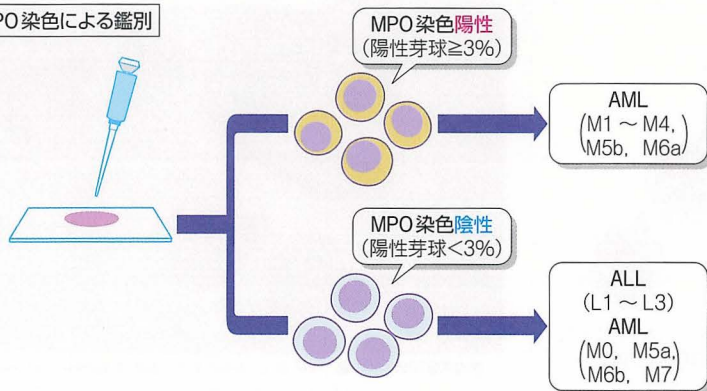 PO染色による鑑別
MPO染色陽性
(陽性芽球≧3%)
AML
(M1～M4,
M5b, M6a)
MPO染色陰性
(陽性芽球<3%)
ALL
(L1～L3)
AML
(M0, M5a,
M6b, M7)